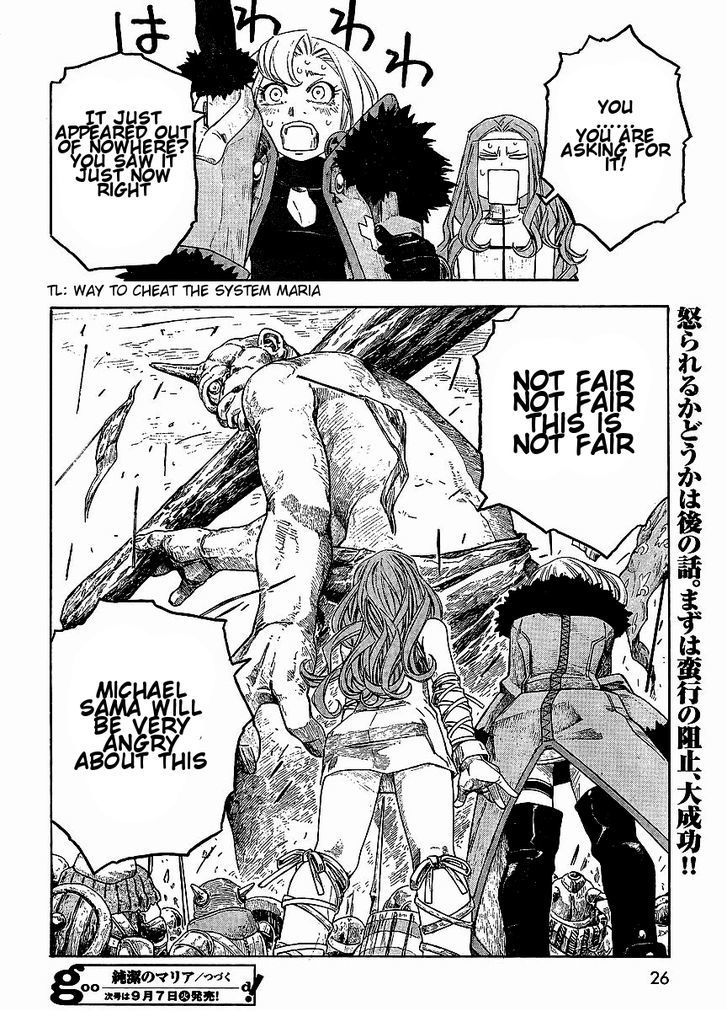 はわわわ
YOU
......
YOU ARE
ASKING FOR
IT!
IT JUST
APPEARED OUT
OF NOWHERE?
YOU SAW IT
JUST NOW
RIGHT
TL: WAY TO CHEAT THE SYSTEM MARIA
NOT FAIR
NOT FAIR
THIS IS
NOT FAIR
怒られるかどうかは後の話。まずは蛮行の阻止、大成功!!
MICHAEL
SAMA WILL
BE VERY
ANGRY
ABOUT THIS
goo d!
純潔のマリア/つづく
次号は9月7日㊋発売!
26